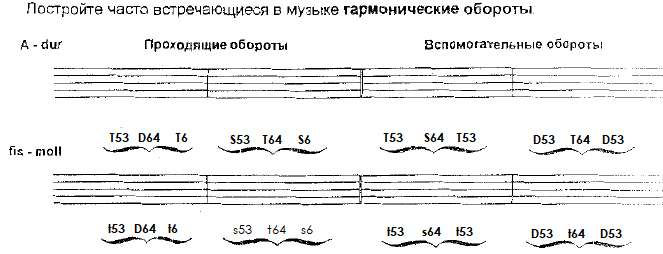 Постройте часто встречающиеся в музыке гармонические обороты.
A - dur Проходящие обороты Вспомогательные обороты
T53 D64 T6 S53 T64 S6 T53 S64 T53 D53 T64 D53
fis - moll
t53 D64 t6 s53 t64 s6 t53 s64 t53 D53 t64 D53